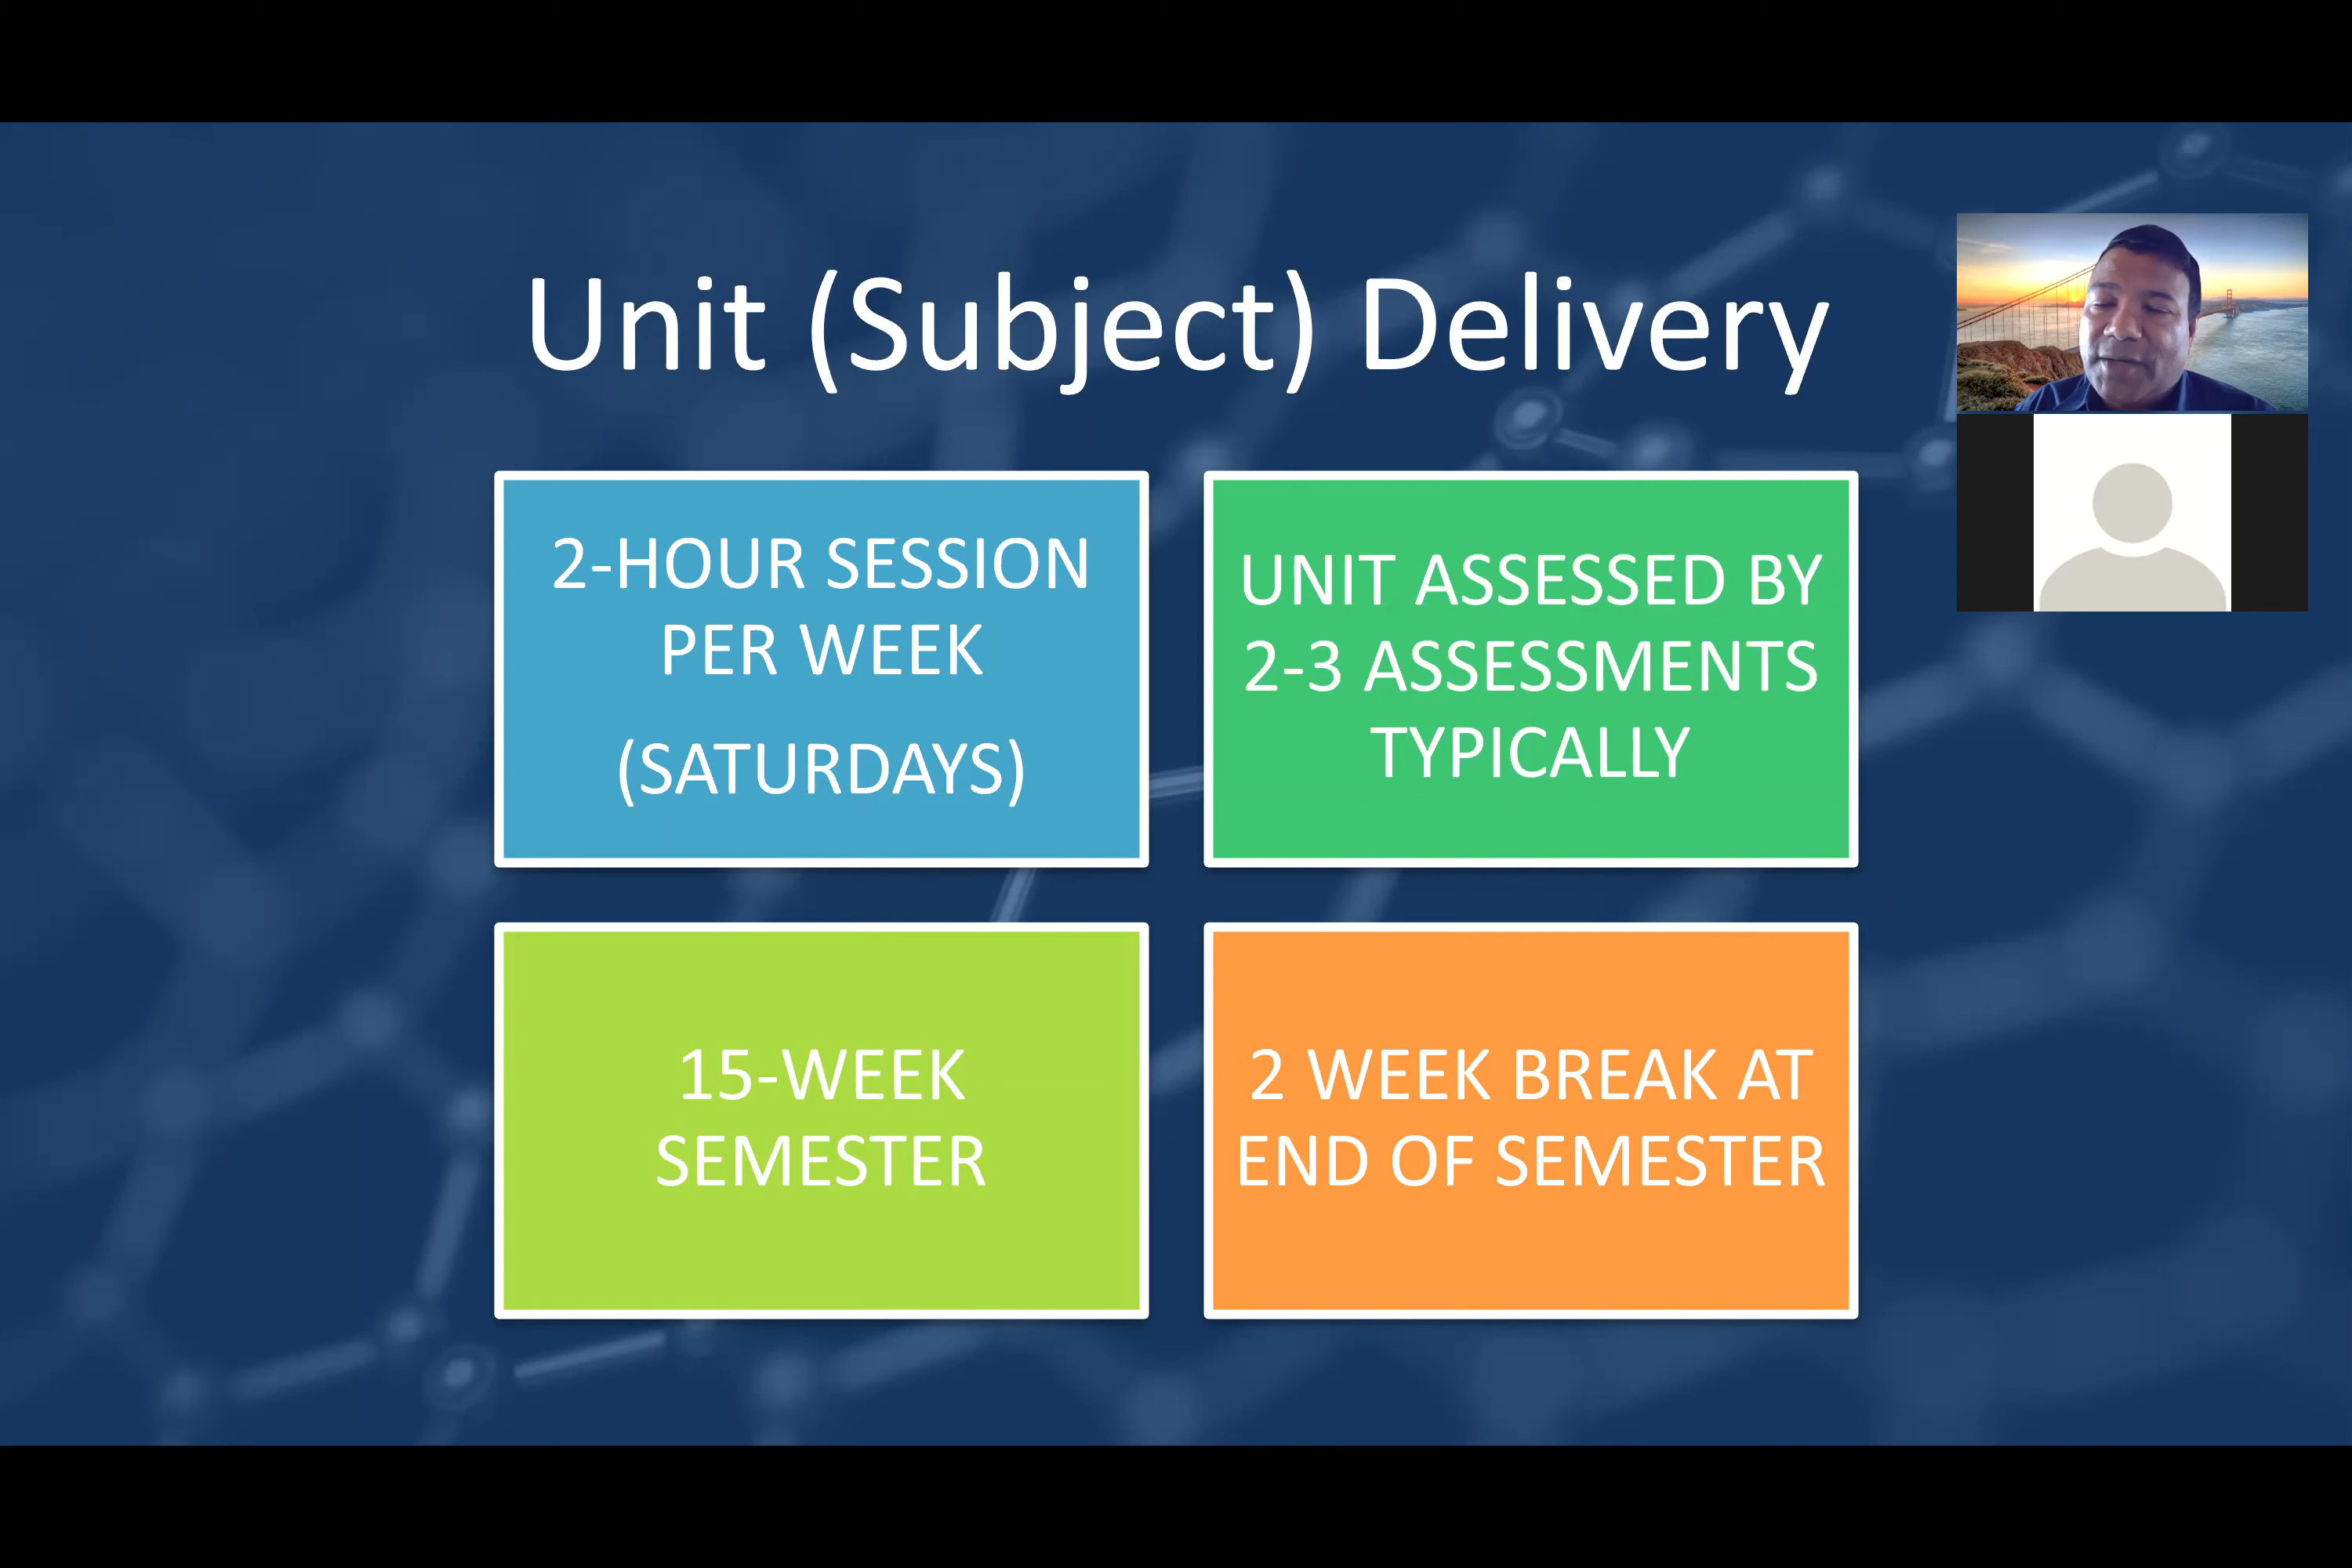 Unit (Subject) Delivery
2-HOUR SESSION
PER WEEK
(SATURDAYS)
UNIT ASSESSED BY
2-3 ASSESSMENTS
TYPICALLY
15-WEEK
SEMESTER
2 WEEK BREAK AT
END OF SEMESTER